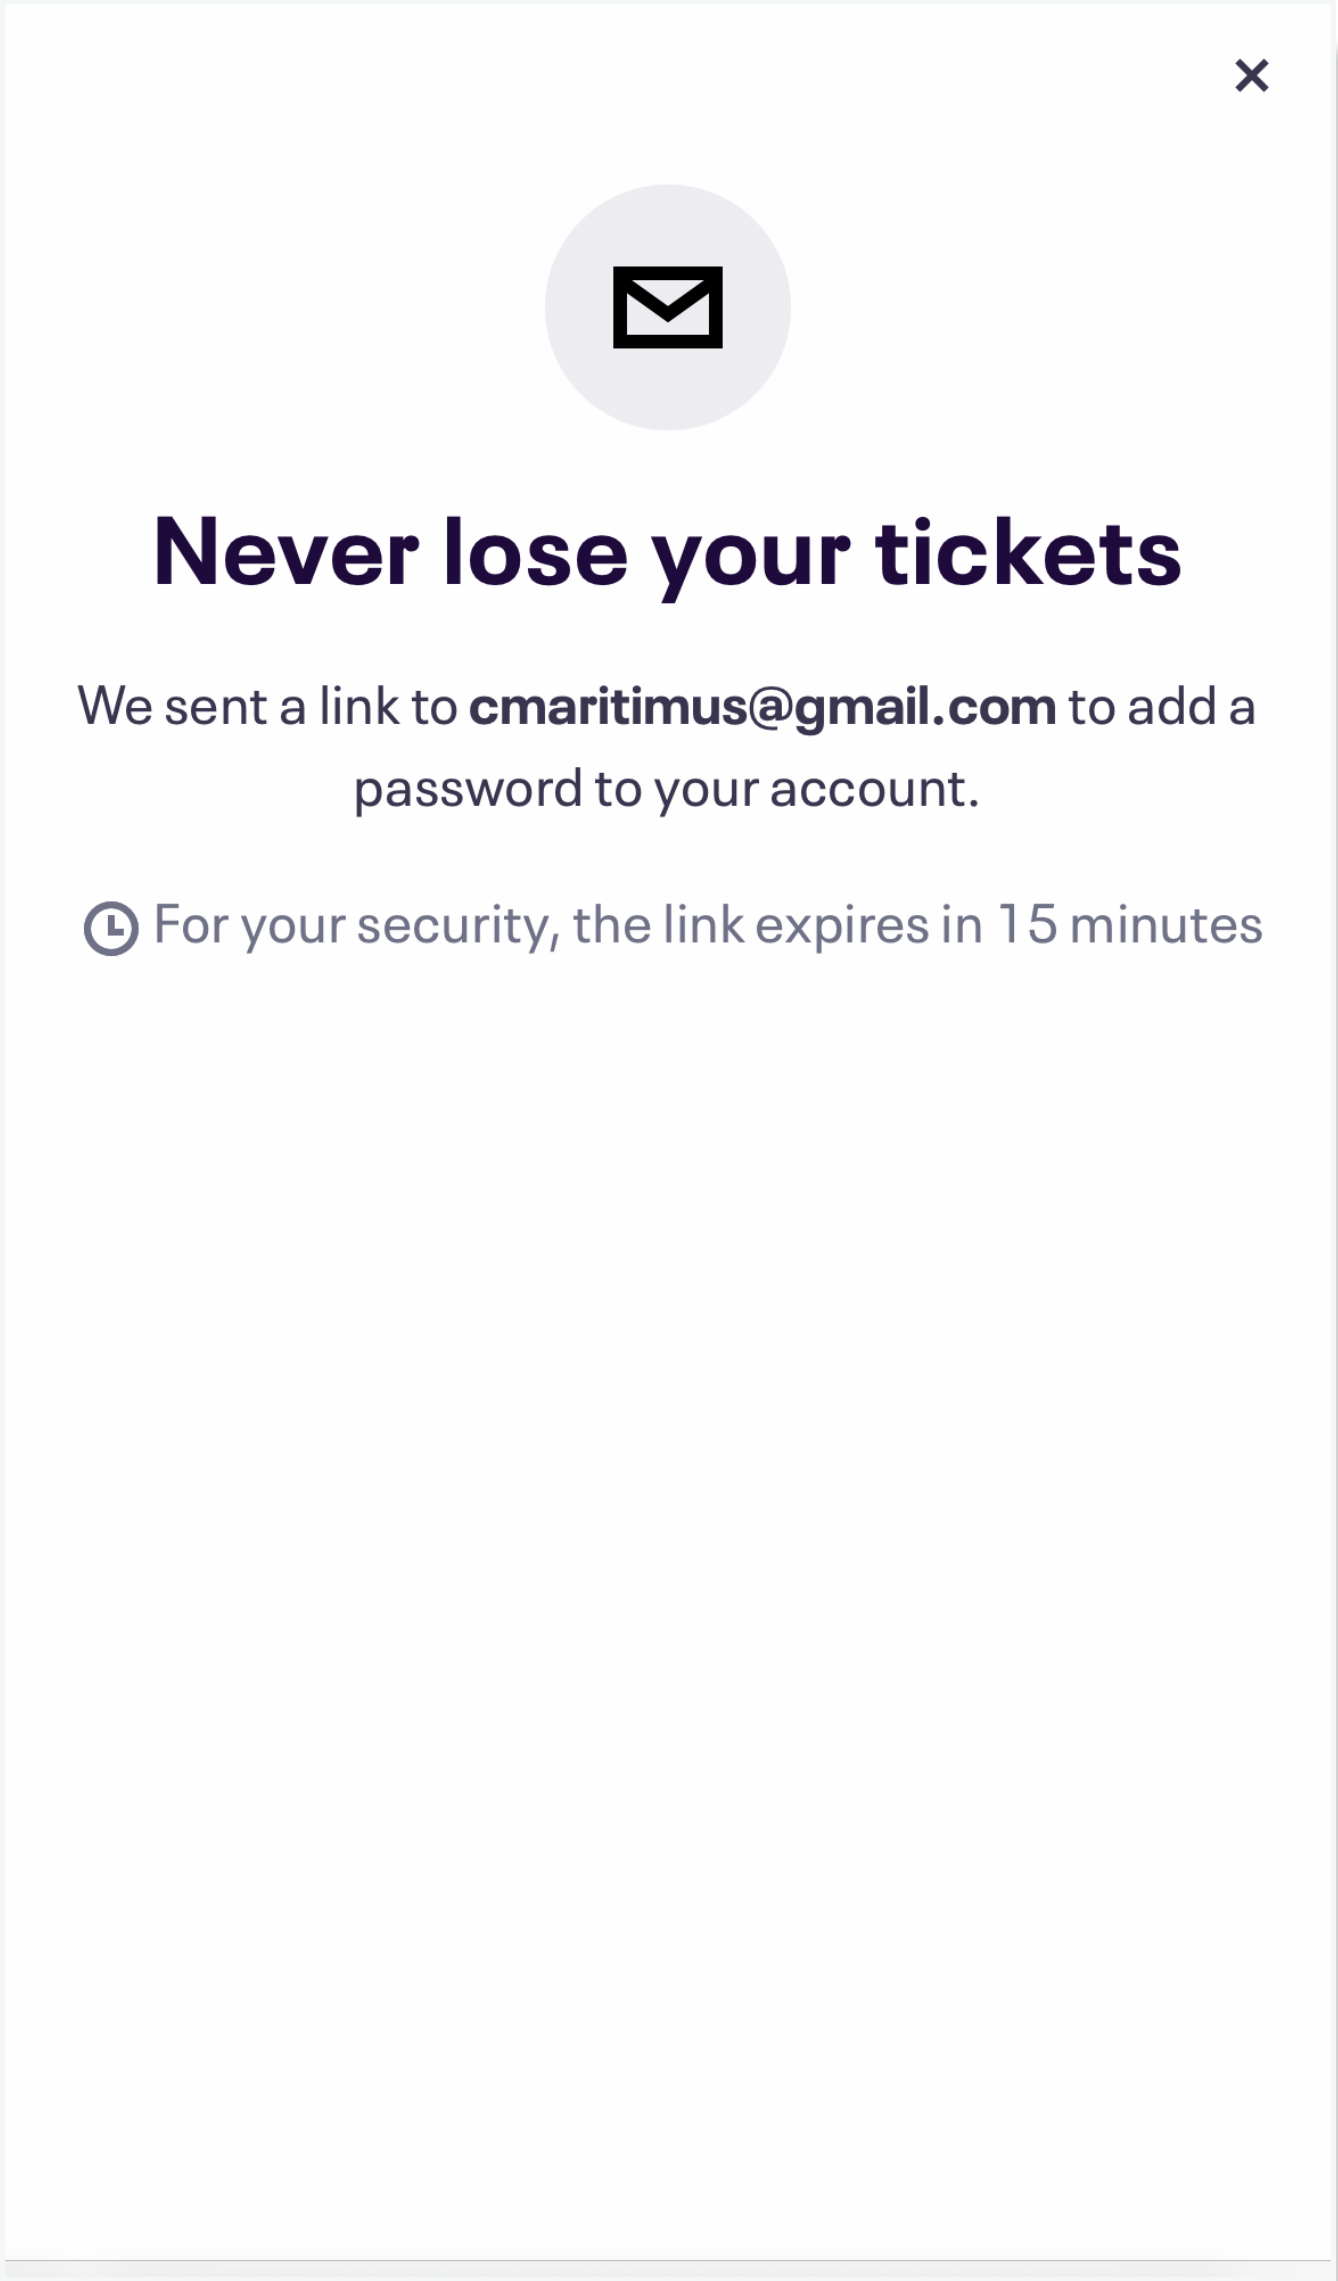 Never lose your tickets
We sent a link to cmaritimus@gmail.com to add a
password to your account.
For your security, the link expires in 15 minutes